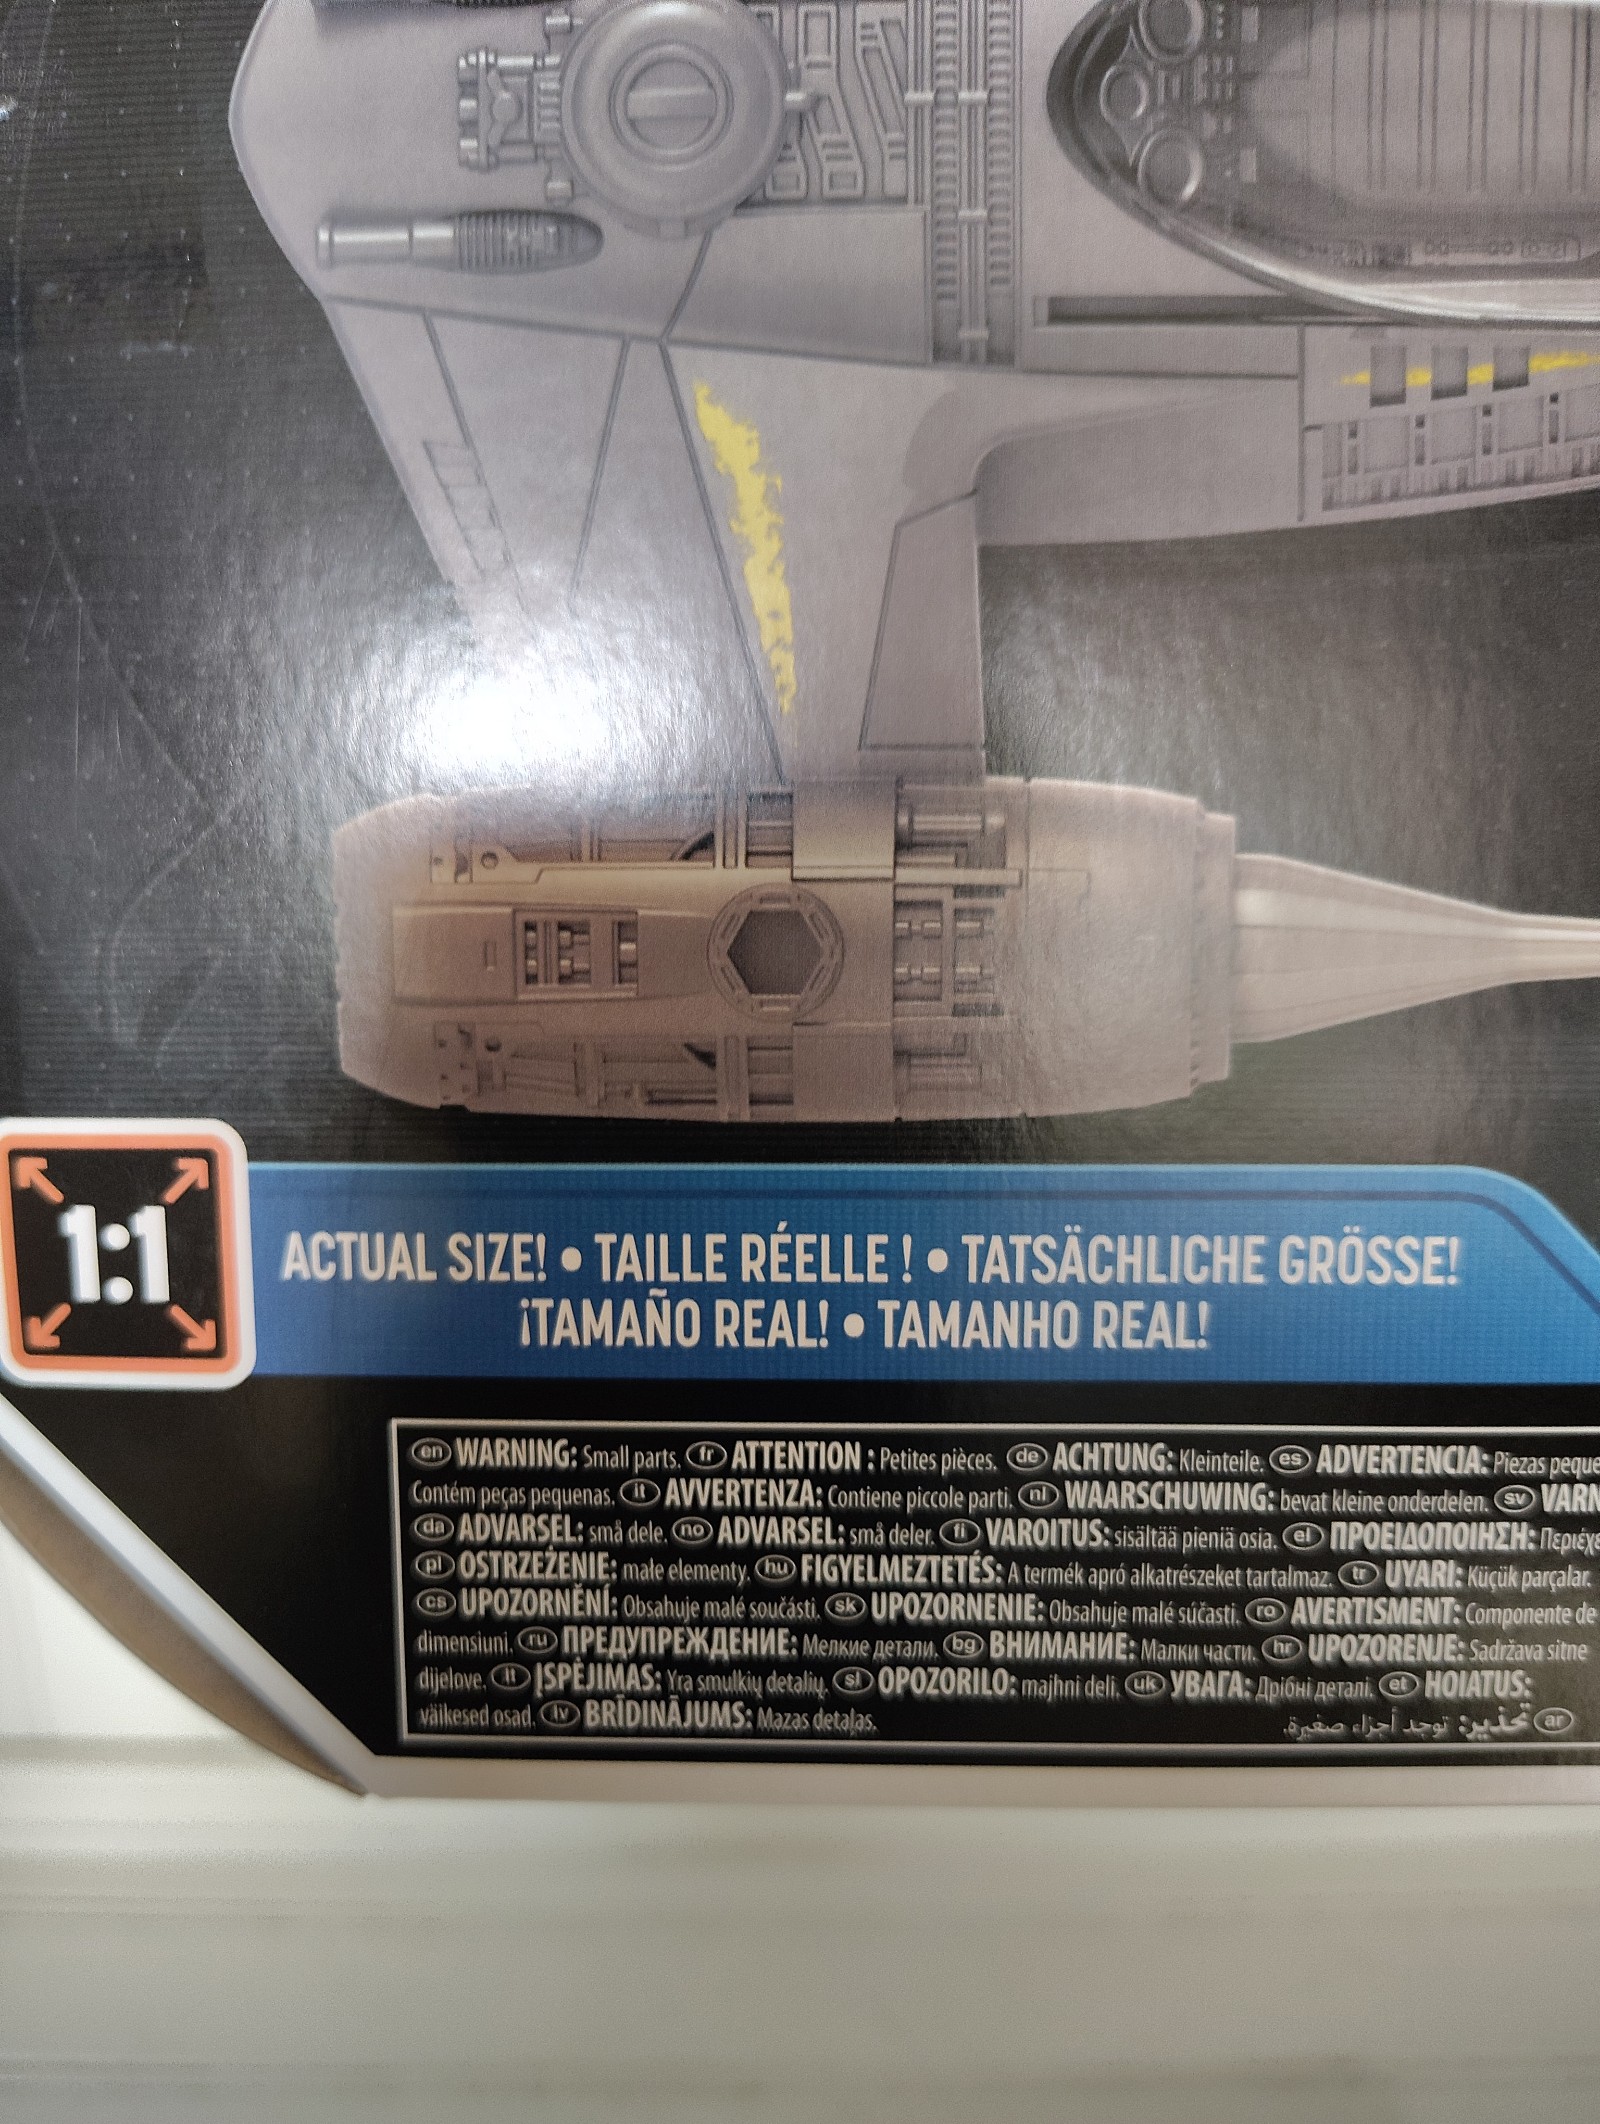 1:1
ACTUAL SIZE! • TAILLE RÉELLE ! • TATSÄCHLICHE GRÖSSE!
¡TAMAÑO REAL! • TAMANHO REAL!
en WARNING: Small parts. fr ATTENTION : Petites pièces. de ACHTUNG: Kleinteile. es ADVERTENCIA: Piezas
Contém peças pequenas. it AVVERTENZA: Contiene piccole parti. nl WAARSCHUWING: bevat kleine onderdelen. sv
da ADVARSEL: små dele. no ADVARSEL: små deler. fi VAROITUS: sisältää pieniä osia. el ΠΡΟΕΙΔΟΠΟΙΗΣΗ:
pl OSTRZEŻENIE: małe elementy. hu FIGYELMEZTETÉS: A termék apró alkatrészeket tartalmaz. tr UYARI: Küçük parçalar.
cs UPOZORNĚNÍ: Obsahuje malé součásti. sk UPOZORNENIE: Obsahuje malé súčasti. ro AVERTISMENT: Componente de
dimensiuni. ru ПРЕДУПРЕЖДЕНИЕ: Мелкие детали. bg ВНИМАНИЕ: Малки части. hr UPOZORENJE: Sadržava sitne
dijelove. lt ĮSPĖJIMAS: Yra smulkių detalių. sl OPOZORILO: majhni deli. uk УВАГА: Дрібні деталі. et HOIATUS:
väikesed osad. lv BRĪDINĀJUMS: Mazas detaļas.
ar تحذير: توجد أجزاء صغيرة.